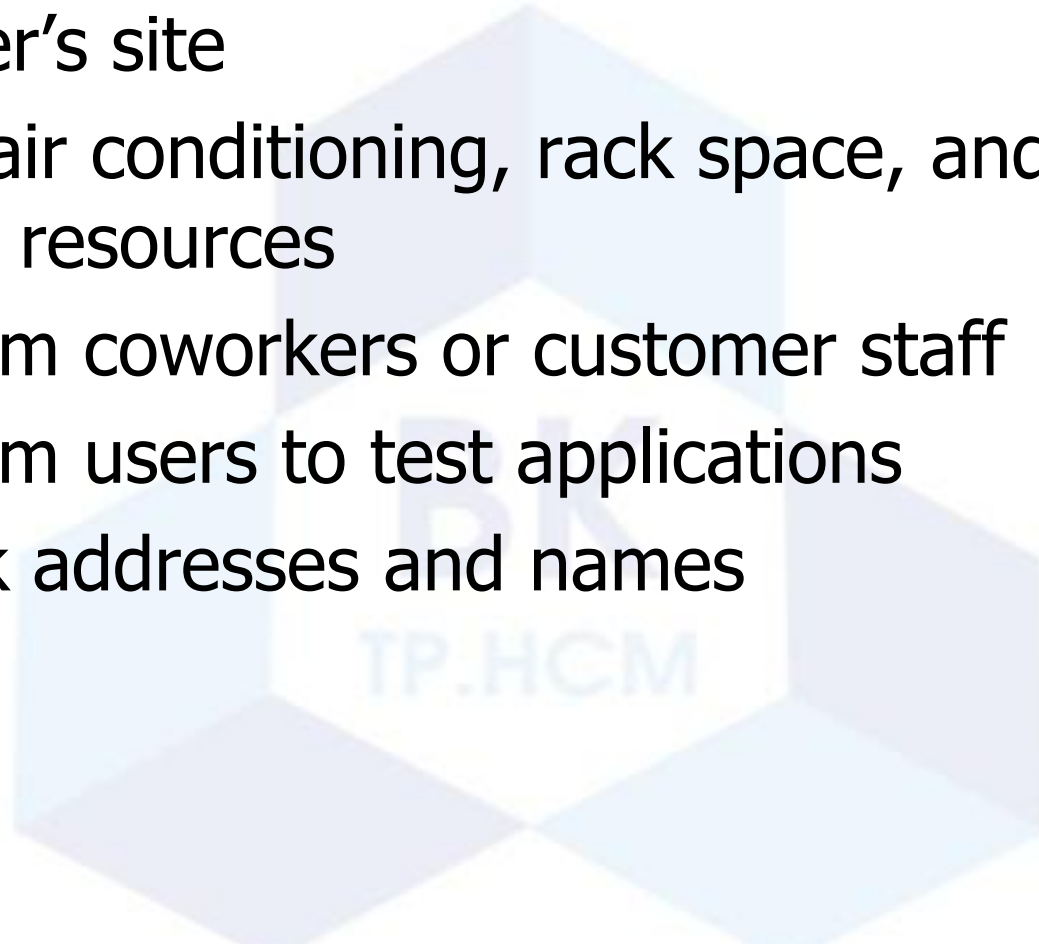 er’s site
air conditioning, rack space, and
resources
m coworkers or customer staff
m users to test applications
k addresses and names
BK
TP.HCM